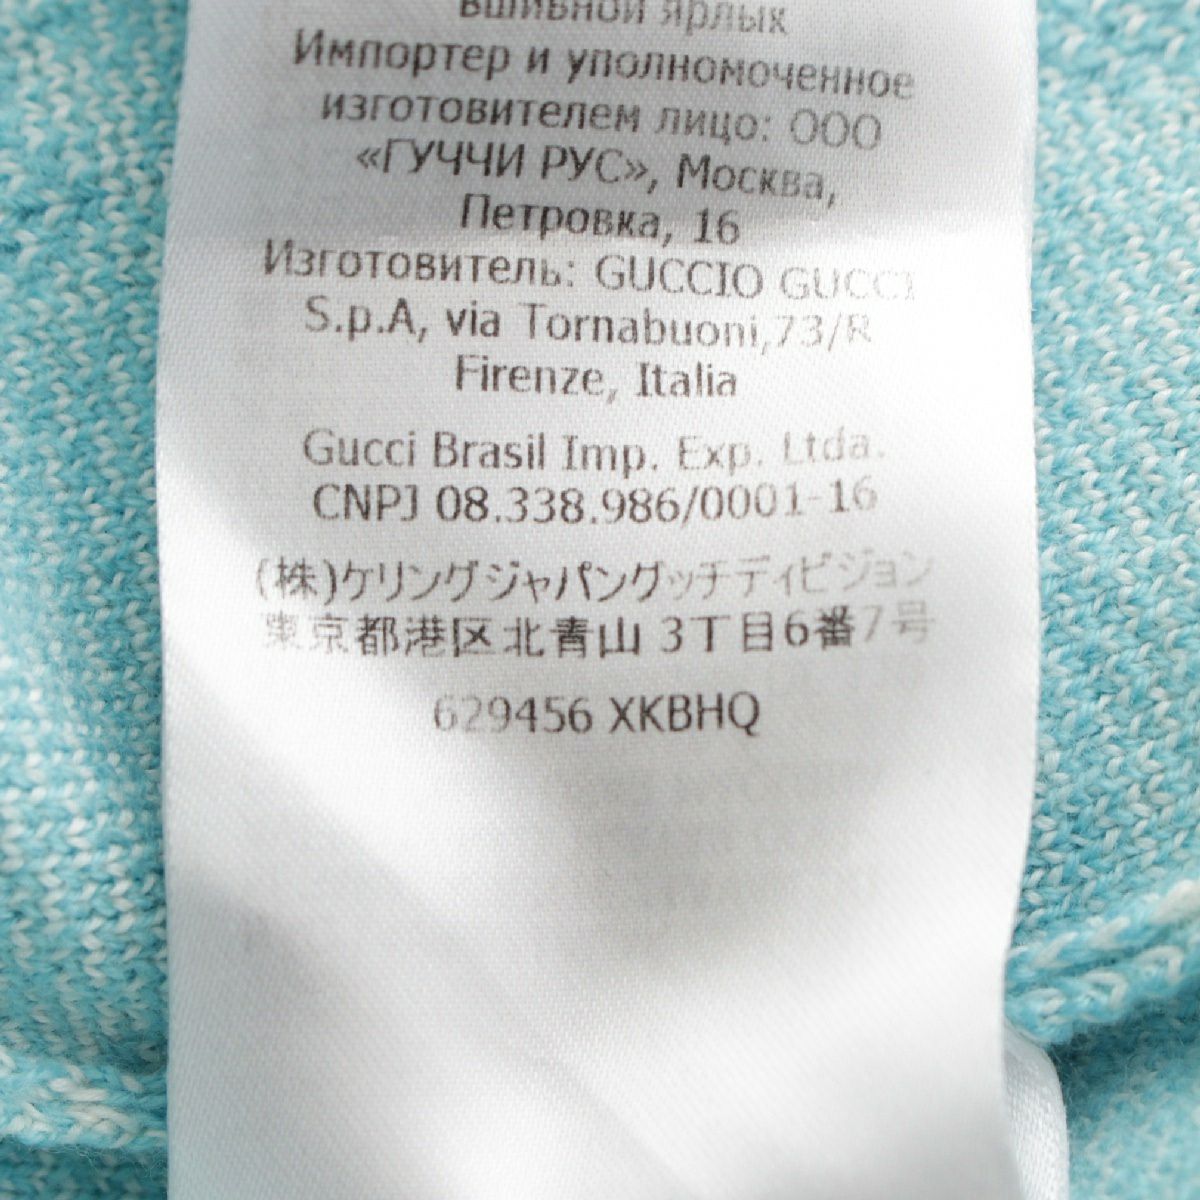 вшивной ярлык
Импортер и уполномоченное
изготовителем лицо: ООО
«ГУЧЧИ РУС», Москва,
Петровка, 16
Изготовитель: GUCCIO GUCCI
S.p.A, via Tornabuoni,73/R
Firenze, Italia
Gucci Brasil Imp. Exp. Ltda.
CNPJ 08.338.986/0001-16
(株)ケリングジャパングッチディビジョン
東京都港区北青山 3丁目6番7号
629456 XKBHQ